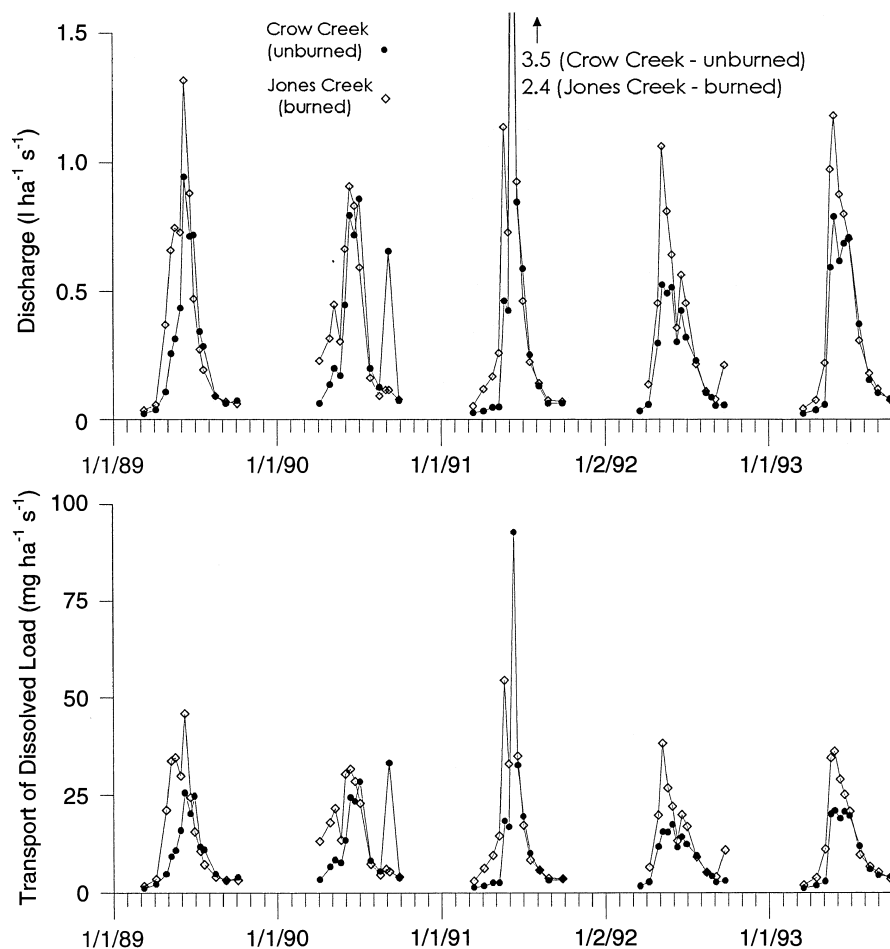 1.5
Crow Creek
(unburned)
Jones Creek
(burned)
3.5 (Crow Creek - unburned)
2.4 (Jones Creek - burned)
1.0
0.5
0
Discharge (l ha⁻¹ s⁻¹)
1/1/89 1/1/90 1/1/91 1/2/92 1/1/93
100
75
50
25
0
Transport of Dissolved Load (mg ha⁻¹ s⁻¹)
1/1/89 1/1/90 1/1/91 1/2/92 1/1/93